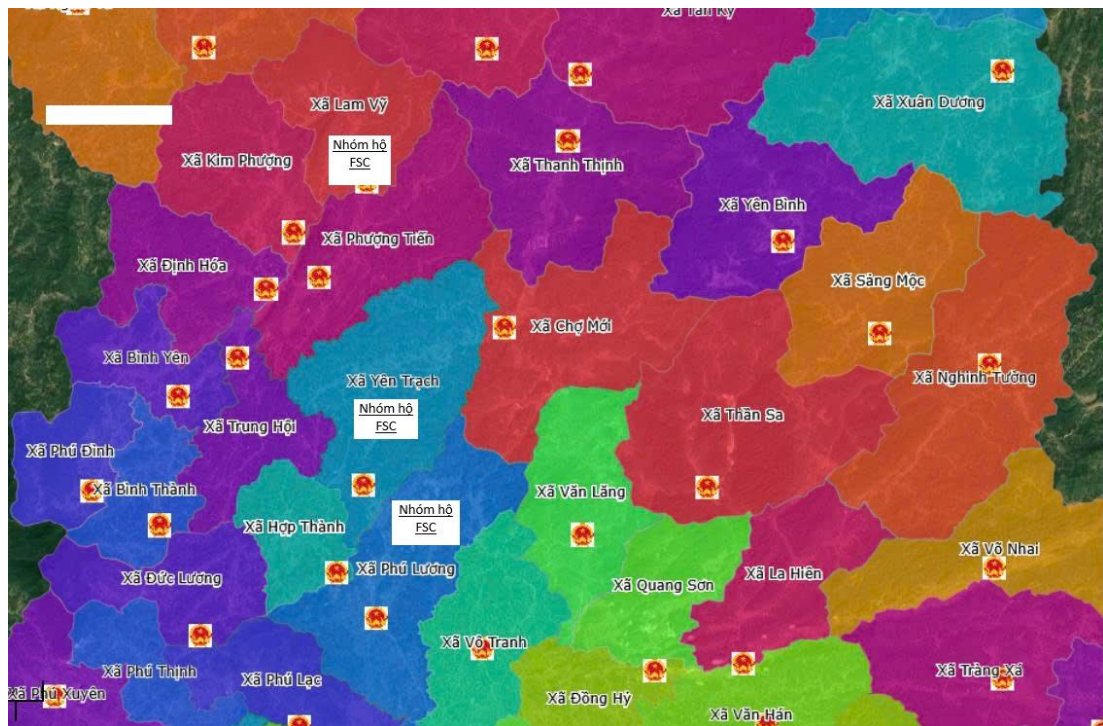 Xã Tân Kỳ
Xã Lam Vỹ
Xã Xuân Dương
Nhóm hộ
FSC
Xã Kim Phượng
Xã Thanh Thịnh
Xã Yên Bình
Xã Phượng Tiến
Xã Định Hóa
Xã Sảng Mộc
Xã Chợ Mới
Xã Bình Yên
Xã Yên Trạch
Xã Nghinh Tường
Nhóm hộ
FSC
Xã Thần Sa
Xã Trung Hội
Xã Phú Đình
Xã Bình Thành
Xã Văn Lăng
Nhóm hộ
FSC
Xã Hợp Thành
Xã Võ Nhai
Xã Phú Lương
Xã La Hiên
Xã Đức Lương
Xã Quang Sơn
Xã Vô Tranh
Xã Phú Thịnh
Xã Phú Lạc
Xã Tràng Xá
Xã Phú Xuyên
Xã Đồng Hỷ
Xã Văn Hán